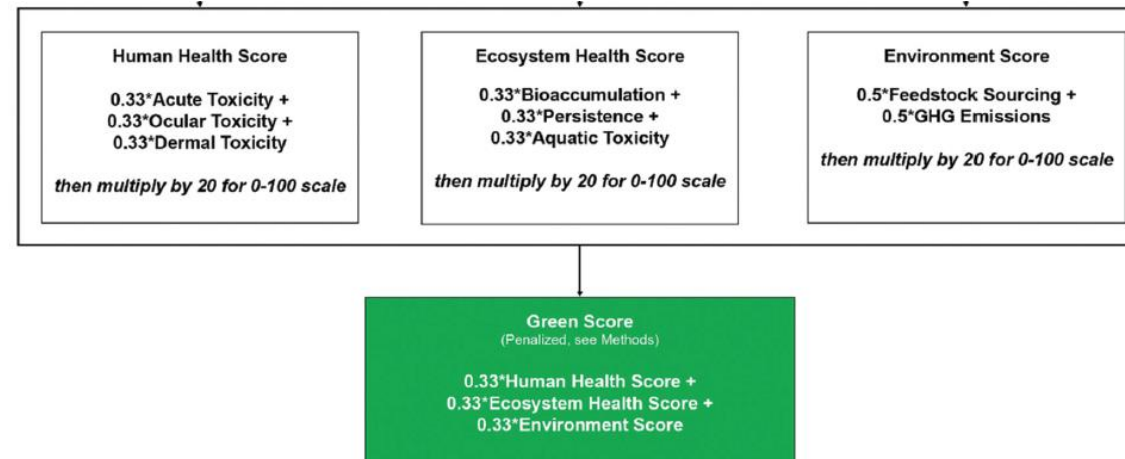 Human Health Score
0.33*Acute Toxicity +
0.33*Ocular Toxicity +
0.33*Dermal Toxicity
then multiply by 20 for 0-100 scale
Ecosystem Health Score
0.33*Bioaccumulation +
0.33*Persistence +
0.33*Aquatic Toxicity
then multiply by 20 for 0-100 scale
Environment Score
0.5*Feedstock Sourcing +
0.5*GHG Emissions
then multiply by 20 for 0-100 scale
Green Score
(Penalized, see Methods)
0.33*Human Health Score +
0.33*Ecosystem Health Score +
0.33*Environment Score